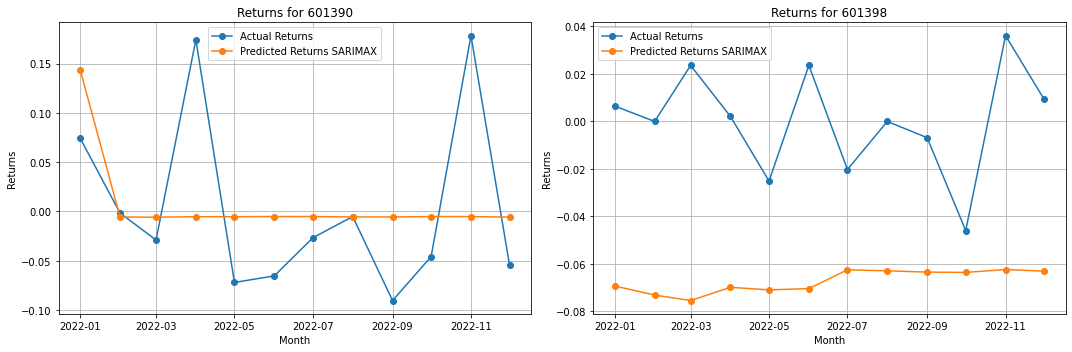 Returns for 601390
Actual Returns
Predicted Returns SARIMAX
0.15
0.10
0.05
0.00
−0.05
−0.10
Returns
2022-01
2022-03
2022-05
2022-07
2022-09
2022-11
Month
Returns for 601398
Actual Returns
Predicted Returns SARIMAX
0.04
0.02
0.00
−0.02
−0.04
−0.06
−0.08
Returns
2022-01
2022-03
2022-05
2022-07
2022-09
2022-11
Month